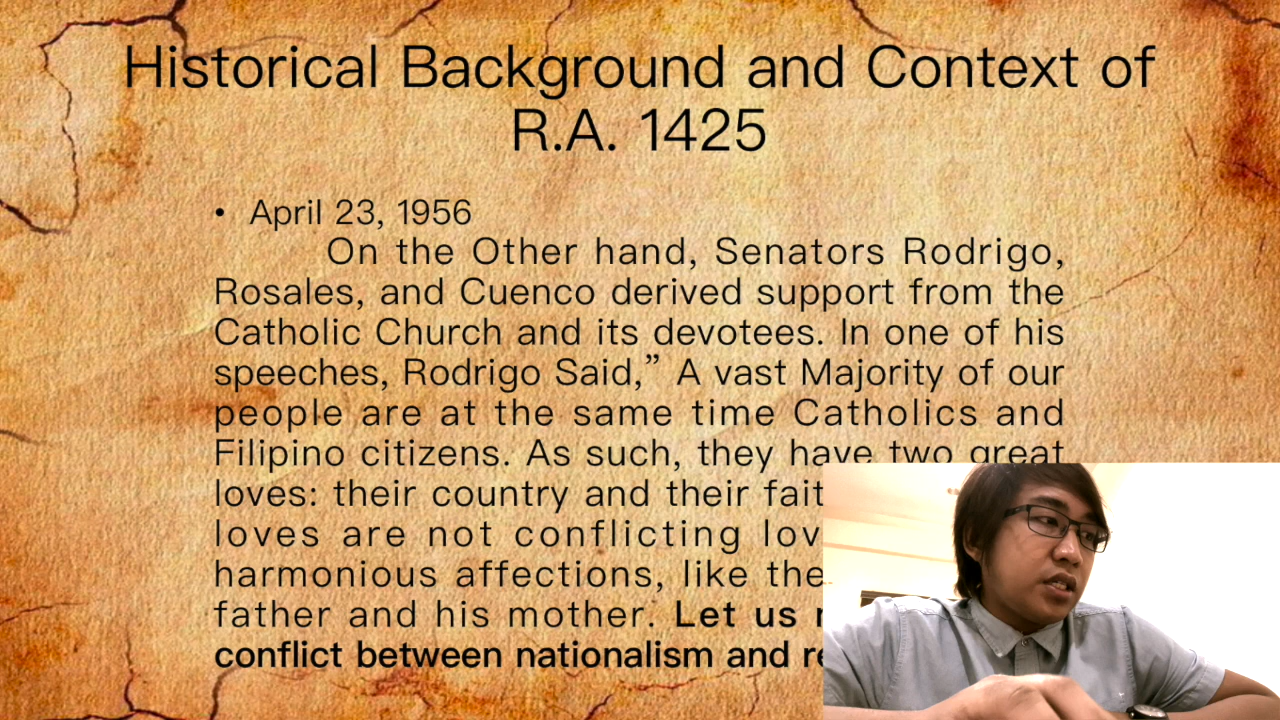 Historical Background and Context of
R.A. 1425
• April 23, 1956
On the Other hand, Senators Rodrigo,
Rosales, and Cuenco derived support from the
Catholic Church and its devotees. In one of his
speeches, Rodrigo Said,” A vast Majority of our
people are at the same time Catholics and
Filipino citizens. As such, they have two great
loves: their country and their
loves are not conflicting
harmonious affections, like
father and his mother. Let us
conflict between nationalism and